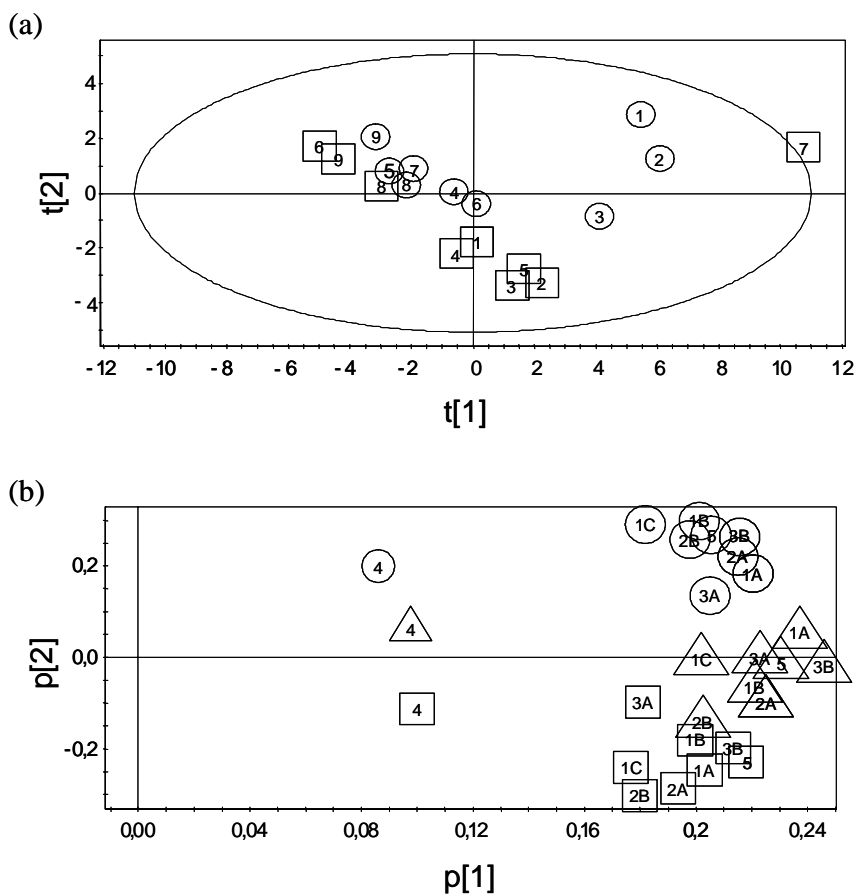 (a)
4
2
0
-2
-4
t[2]
1
2
3
4
5
6
7
8
9
6
9
8
4
1
5
3
2
7
-12 -10 -8 -6 -4 -2 0 2 4 6 8 10 12
t[1]
(b)
0,2
0,0
-0,2
p[2]
1C 1B 2B 5 3B 2A 1A 3A
4
4
1A 1C 3A 5 3B 1B 2A 2B
4
3A 1B 3B 5 1C 1A 2A 2B
0,00 0,04 0,08 0,12 0,16 0,2 0,24
p[1]